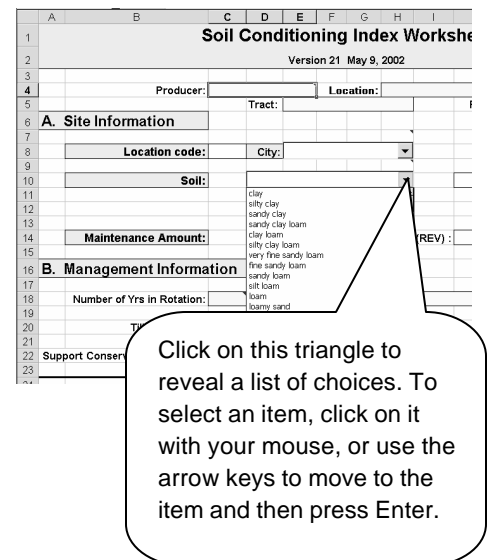 A B C D E F G H I
1 Soil Conditioning Index Workshe
2 Version 21 May 9, 2002
3
4 Producer: Location:
5 Tract:
6 A. Site Information
7
8 Location code: City:
9
10 Soil:
11 clay
silty clay
12 sandy clay
13 sandy clay loam
14 Maintenance Amount: clay loam (REV) :
silty clay loam
15 very fine sandy loam
16 B. Management Information fine sandy loam
sandy loam
17 silt loam
18 Number of Yrs in Rotation: loam
19 loamy sand
20
21
22 Support Conserv
23
Click on this triangle to
reveal a list of choices. To
select an item, click on it
with your mouse, or use the
arrow keys to move to the
item and then press Enter.